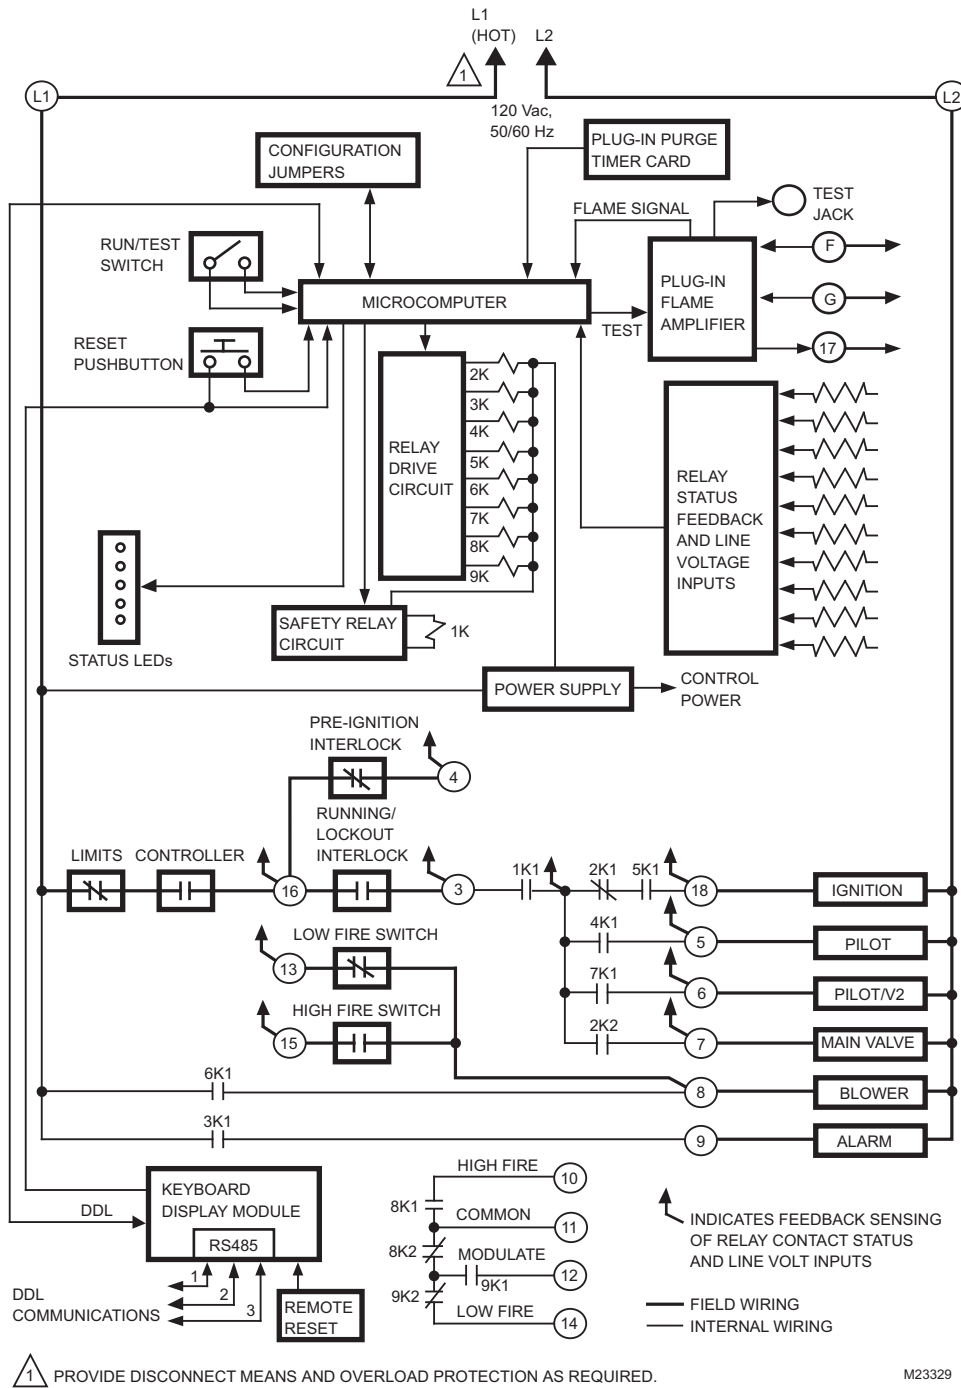 L1
(HOT)
L2
1
L1
L2
120 Vac,
50/60 Hz
CONFIGURATION
JUMPERS
PLUG-IN PURGE
TIMER CARD
TEST
JACK
FLAME SIGNAL
RUN/TEST
SWITCH
F
PLUG-IN
FLAME
AMPLIFIER
MICROCOMPUTER
G
TEST
17
RESET
PUSHBUTTON
2K
3K
4K
5K
6K
7K
8K
9K
RELAY
DRIVE
CIRCUIT
RELAY
STATUS
FEEDBACK
AND LINE
VOLTAGE
INPUTS
SAFETY RELAY
CIRCUIT
1K
STATUS LEDs
POWER SUPPLY
CONTROL
POWER
PRE-IGNITION
INTERLOCK
4
RUNNING/
LOCKOUT
INTERLOCK
LIMITS
CONTROLLER
16
3
1K1
2K1
5K1
18
IGNITION
LOW FIRE SWITCH
13
4K1
5
PILOT
HIGH FIRE SWITCH
15
7K1
6
PILOT/V2
2K2
7
MAIN VALVE
6K1
8
BLOWER
3K1
9
ALARM
KEYBOARD
DISPLAY MODULE
RS485
DDL
1
2
3
DDL
COMMUNICATIONS
REMOTE
RESET
HIGH FIRE
10
8K1
COMMON
11
8K2
MODULATE
12
9K1
9K2
LOW FIRE
14
INDICATES FEEDBACK SENSING
OF RELAY CONTACT STATUS
AND LINE VOLT INPUTS
FIELD WIRING
INTERNAL WIRING
1
PROVIDE DISCONNECT MEANS AND OVERLOAD PROTECTION AS REQUIRED.
M23329